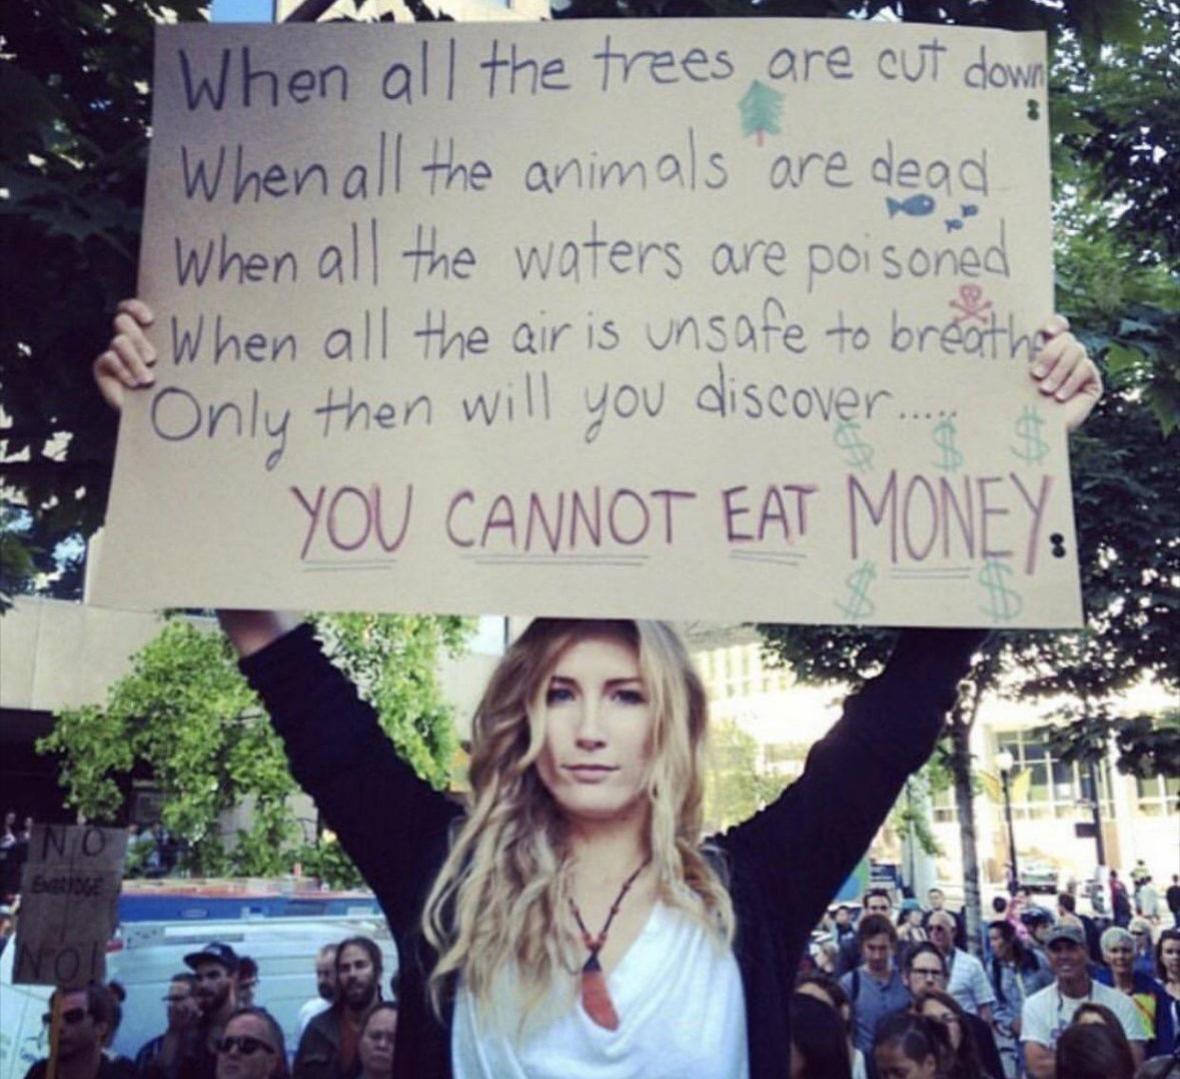 When all the trees are cut down
When all the animals are dead
When all the waters are poisoned
When all the air is unsafe to breathe
Only then will you discover.....
$ $ $
YOU CANNOT EAT MONEY.
$ $
NO
ENBRIDGE
NO!